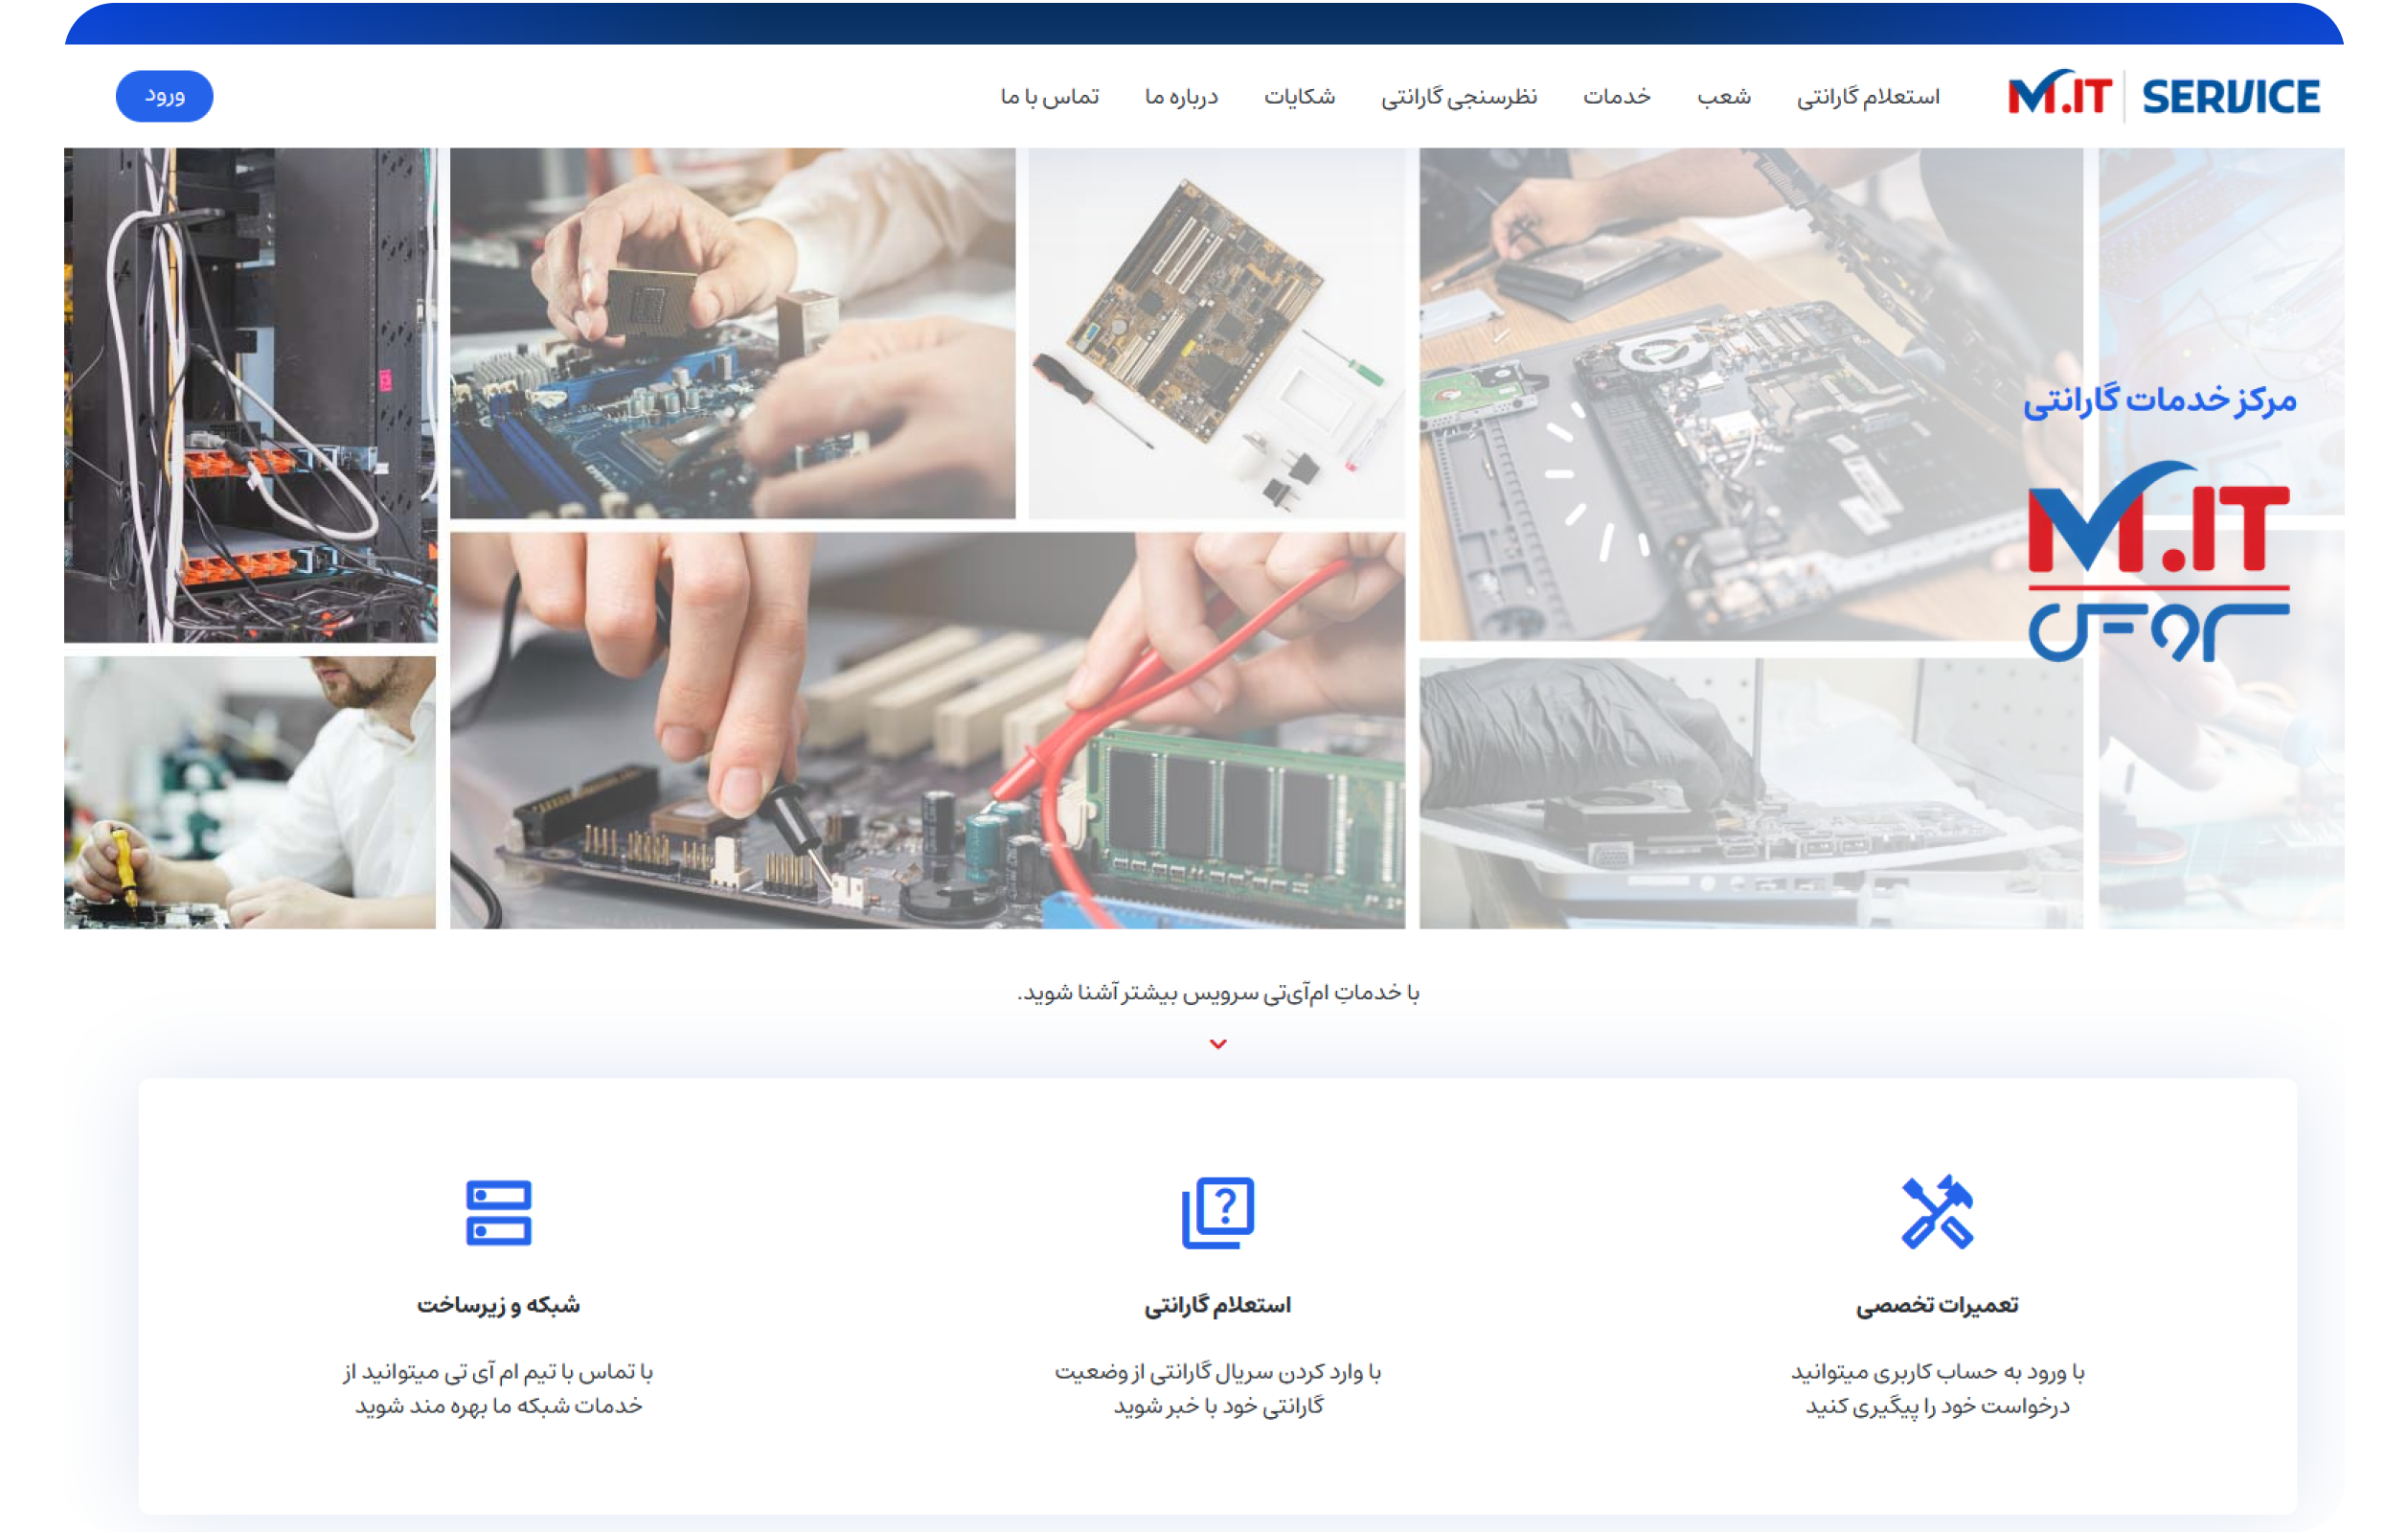 M.IT SERVICE
استعلام گارانتی
شعب
خدمات
نظرسنجی گارانتی
شکایات
درباره ما
تماس با ما
ورود
مرکز خدمات گارانتی
M.IT
سرویس
با خدماتِ ام‌آی‌تی سرویس بیشتر آشنا شوید.
تعمیرات تخصصی
با ورود به حساب کاربری میتوانید
درخواست خود را پیگیری کنید
استعلام گارانتی
با وارد کردن سریال گارانتی از وضعیت
گارانتی خود با خبر شوید
شبکه و زیرساخت
با تماس با تیم ام آی تی میتوانید از
خدمات شبکه ما بهره مند شوید